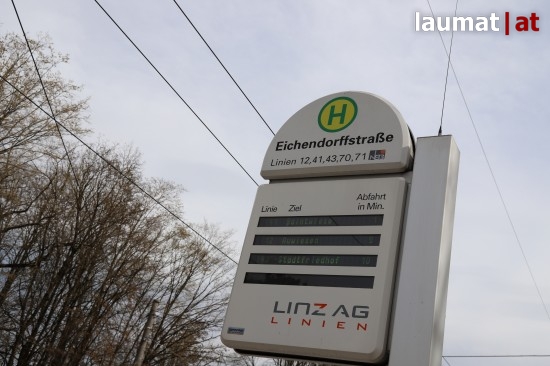 laumat|at
H
Eichendorffstraße
Linien 12,41,43,70,71
Linie Ziel Abfahrt in Min.
Stadtfriedhof
LINZ AG
LINIEN